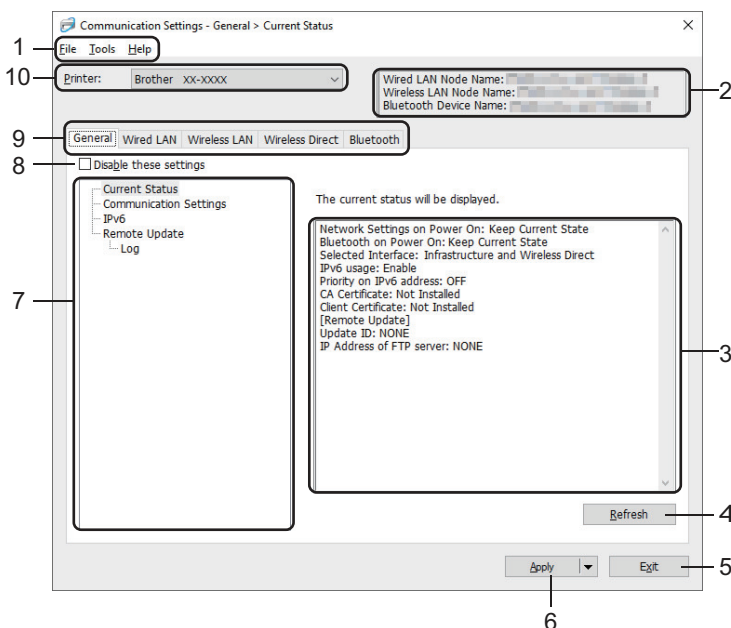 Communication Settings - General > Current Status
1
File Tools Help
10
Printer: Brother XX-XXXX
Wired LAN Node Name:
Wireless LAN Node Name:
Bluetooth Device Name:
2
9
General Wired LAN Wireless LAN Wireless Direct Bluetooth
8
Disable these settings
Current Status
Communication Settings
IPv6
Remote Update
Log
7
The current status will be displayed.
Network Settings on Power On: Keep Current State
Bluetooth on Power On: Keep Current State
Selected Interface: Infrastructure and Wireless Direct
IPv6 usage: Enable
Priority on IPv6 address: OFF
CA Certificate: Not Installed
Client Certificate: Not Installed
[Remote Update]
Update ID: NONE
IP Address of FTP server: NONE
3
Refresh
4
Apply
Exit
5
6